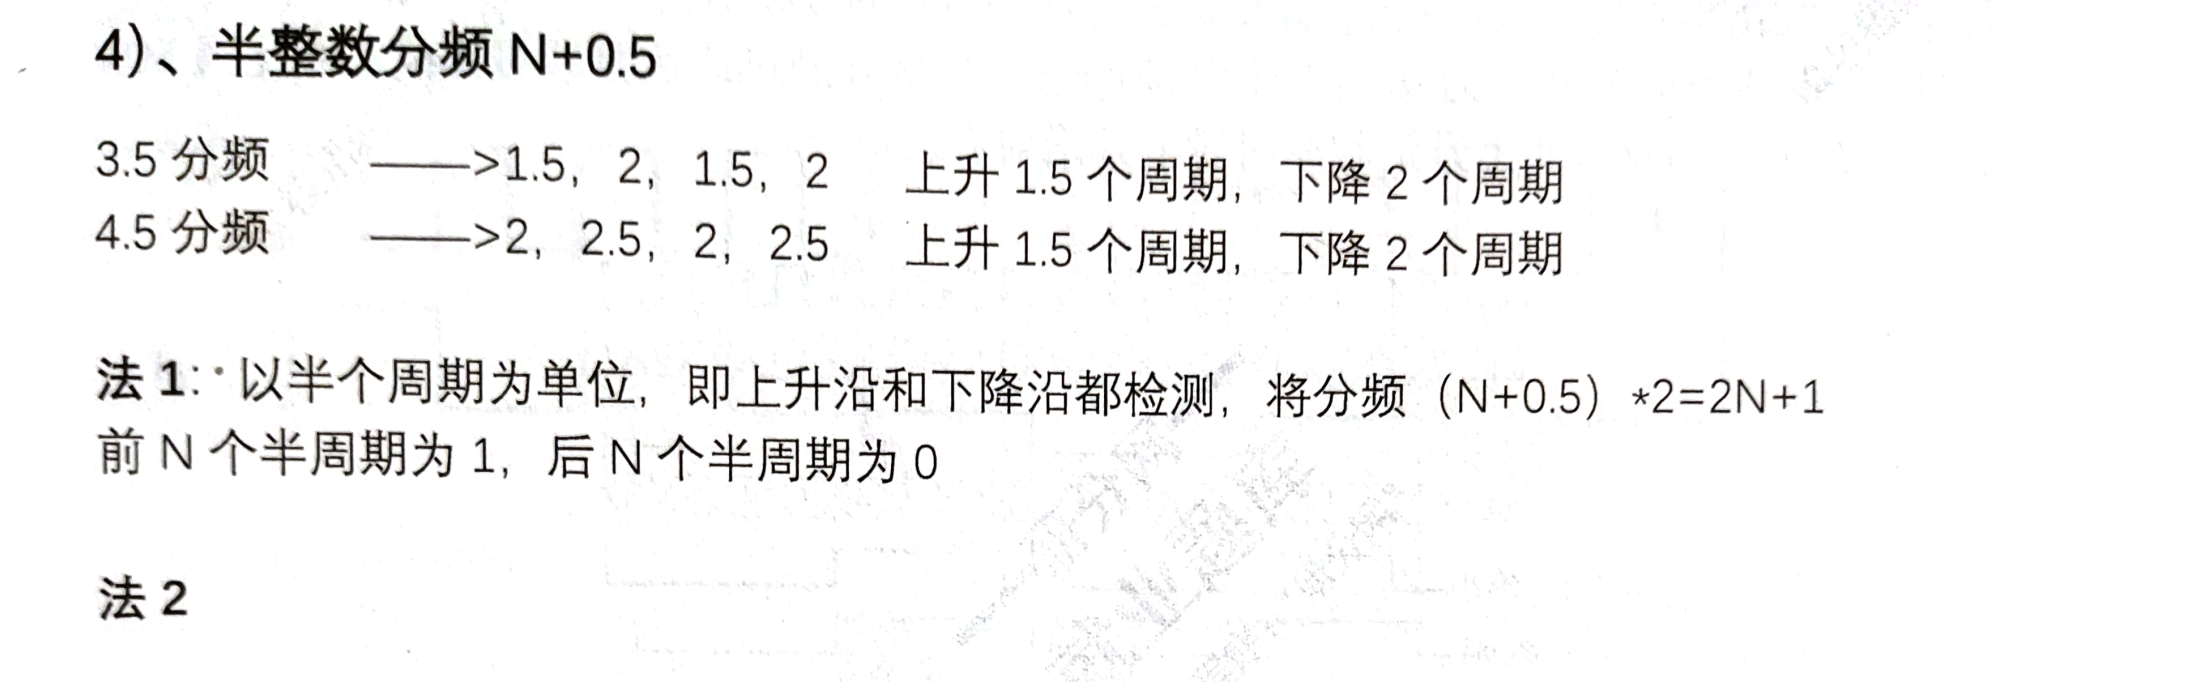 4)、半整数分频 N+0.5
3.5 分频 ——>1.5, 2, 1.5, 2 上升 1.5 个周期, 下降 2 个周期
4.5 分频 ——>2, 2.5, 2, 2.5 上升 1.5 个周期, 下降 2 个周期
法 1: 以半个周期为单位, 即上升沿和下降沿都检测, 将分频 (N+0.5) *2=2N+1
前 N 个半周期为 1, 后 N 个半周期为 0
法 2